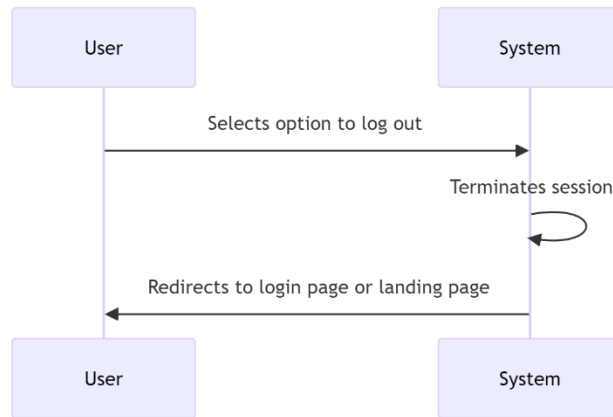 User
System
Selects option to log out
Terminates session
Redirects to login page or landing page
User
System